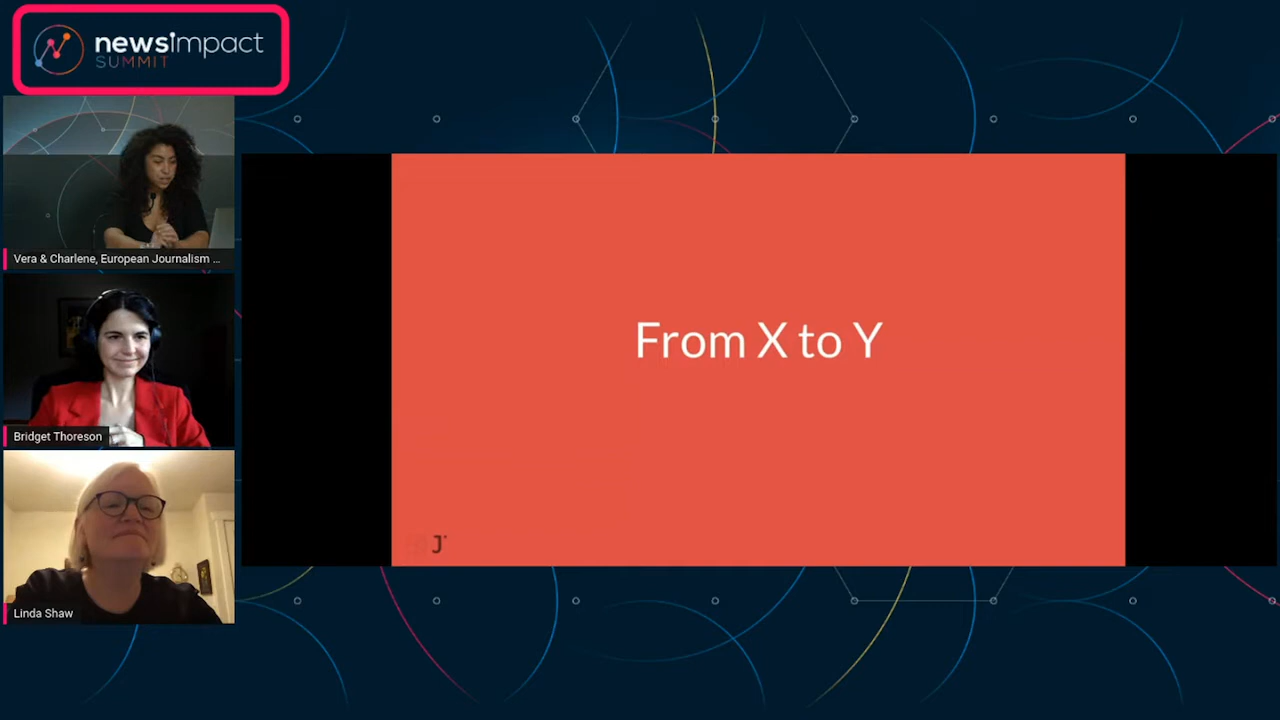 newsimpact
SUMMIT
Vera & Charlene, European Journalism ...
Bridget Thoreson
Linda Shaw
From X to Y
J